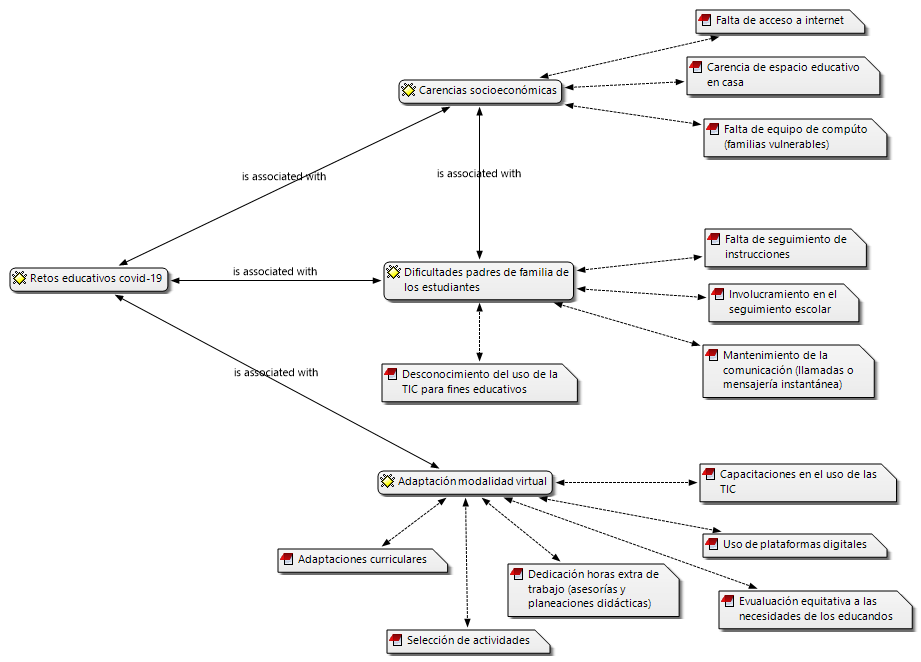 Falta de acceso a internet
Carencia de espacio educativo
en casa
Carencias socioeconómicas
Falta de equipo de compúto
(familias vulnerables)
is associated with
is associated with
Falta de seguimiento de
instrucciones
is associated with
Retos educativos covid-19
Dificultades padres de familia de
los estudiantes
Involucramiento en el
seguimiento escolar
Mantenimiento de la
comunicación (llamadas o
mensajería instantánea)
is associated with
Desconocimiento del uso de la
TIC para fines educativos
Adaptación modalidad virtual
Capacitaciones en el uso de las
TIC
Uso de plataformas digitales
Adaptaciones curriculares
Dedicación horas extra de
trabajo (asesorías y
planeaciones didácticas)
Evualuación equitativa a las
necesidades de los educandos
Selección de actividades